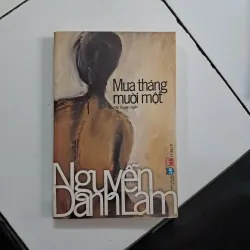 Mưa tháng
mười một
Nguyễn
Danh Lam